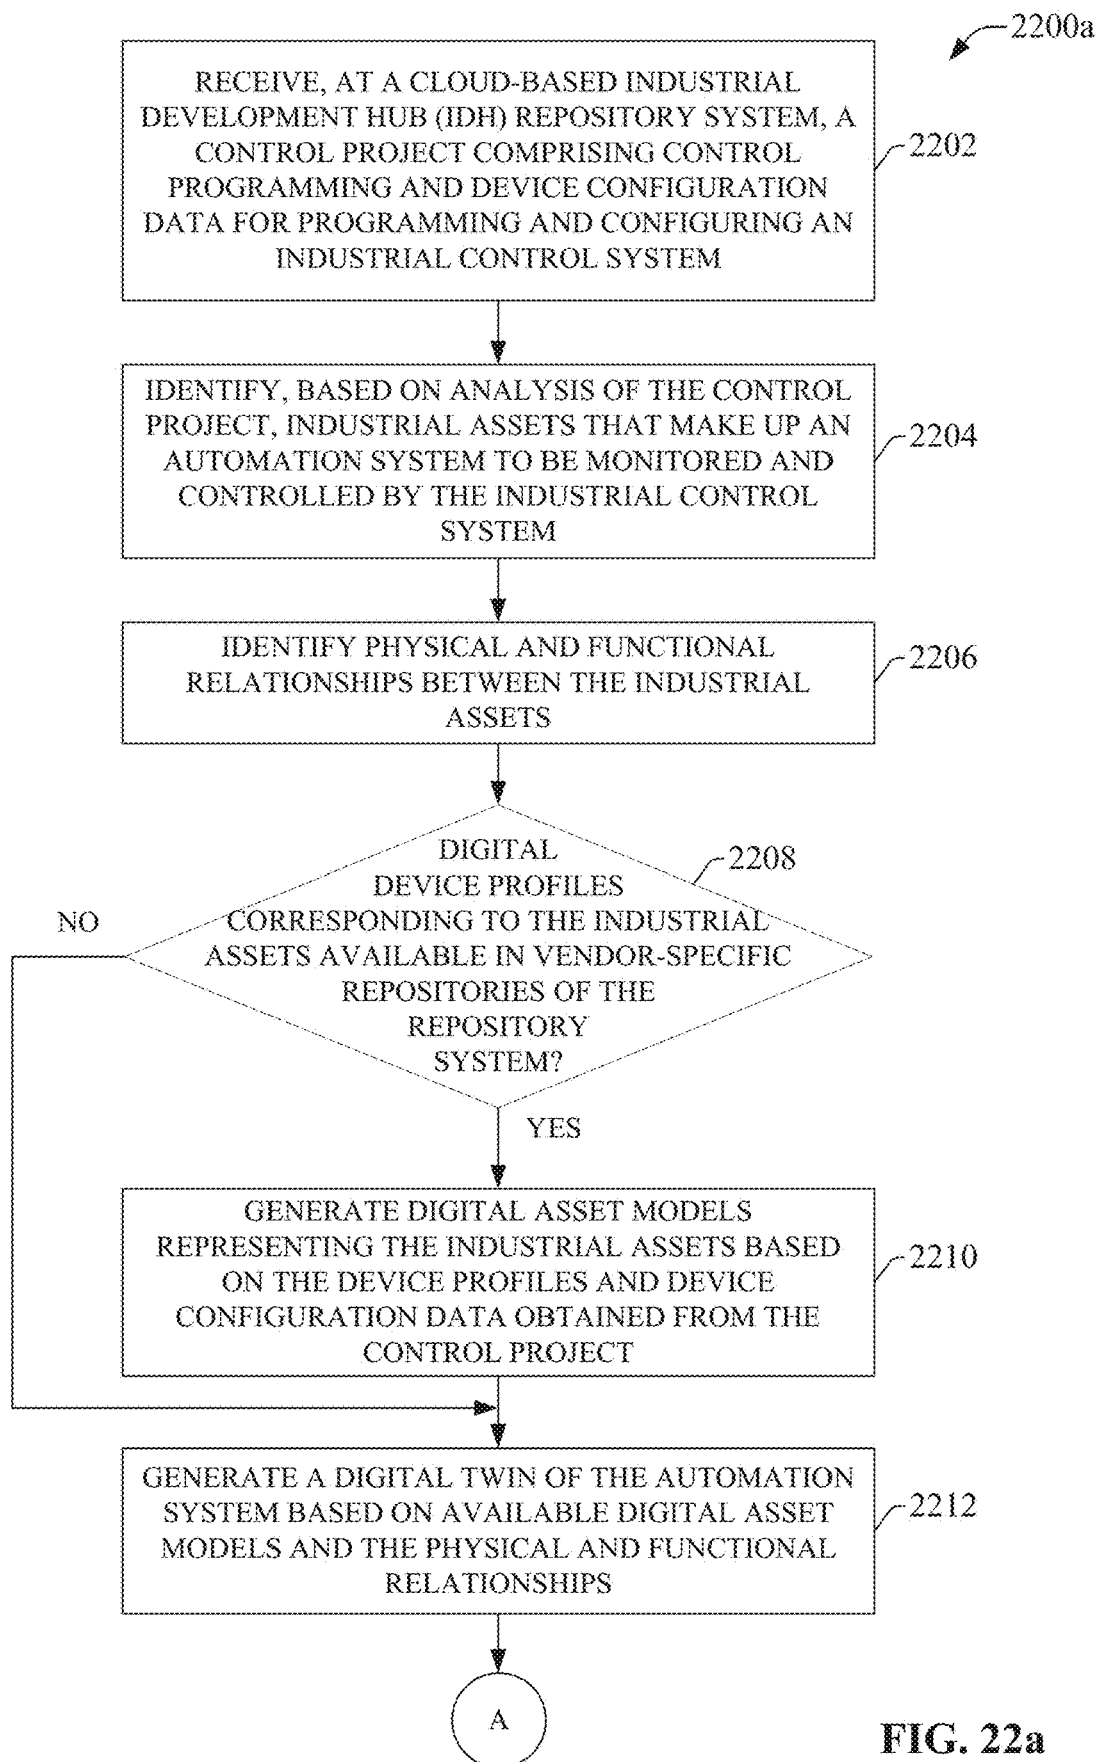 2200a
RECEIVE, AT A CLOUD-BASED INDUSTRIAL
DEVELOPMENT HUB (IDH) REPOSITORY SYSTEM, A
CONTROL PROJECT COMPRISING CONTROL
PROGRAMMING AND DEVICE CONFIGURATION
DATA FOR PROGRAMMING AND CONFIGURING AN
INDUSTRIAL CONTROL SYSTEM
2202
IDENTIFY, BASED ON ANALYSIS OF THE CONTROL
PROJECT, INDUSTRIAL ASSETS THAT MAKE UP AN
AUTOMATION SYSTEM TO BE MONITORED AND
CONTROLLED BY THE INDUSTRIAL CONTROL
SYSTEM
2204
IDENTIFY PHYSICAL AND FUNCTIONAL
RELATIONSHIPS BETWEEN THE INDUSTRIAL
ASSETS
2206
DIGITAL
DEVICE PROFILES
CORRESPONDING TO THE INDUSTRIAL
ASSETS AVAILABLE IN VENDOR-SPECIFIC
REPOSITORIES OF THE
REPOSITORY
SYSTEM?
2208
NO
YES
GENERATE DIGITAL ASSET MODELS
REPRESENTING THE INDUSTRIAL ASSETS BASED
ON THE DEVICE PROFILES AND DEVICE
CONFIGURATION DATA OBTAINED FROM THE
CONTROL PROJECT
2210
GENERATE A DIGITAL TWIN OF THE AUTOMATION
SYSTEM BASED ON AVAILABLE DIGITAL ASSET
MODELS AND THE PHYSICAL AND FUNCTIONAL
RELATIONSHIPS
2212
A
FIG. 22a